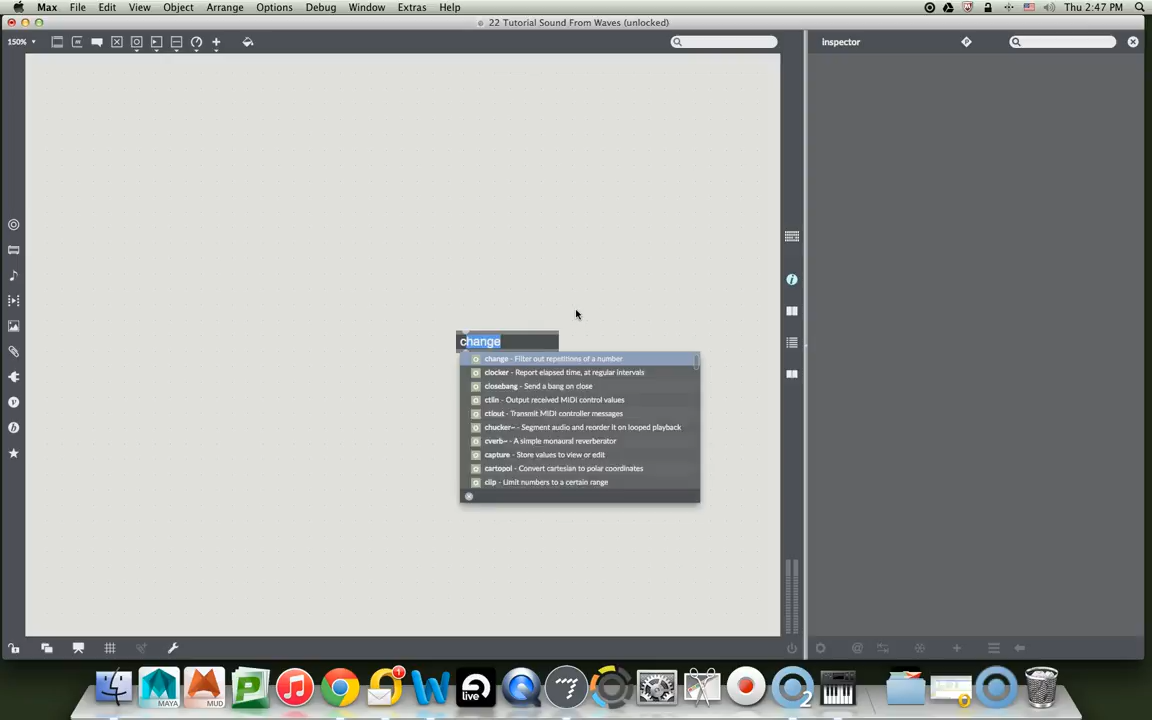 Max File Edit View Object Arrange Options Debug Window Extras Help Thu 2:47 PM
22 Tutorial Sound From Waves (unlocked)
150% inspector
change
change - Filter out repetitions of a number
clocker - Report elapsed time, at regular intervals
closebang - Send a bang on close
ctlin - Output received MIDI control values
ctlout - Transmit MIDI controller messages
chucker~ - Segment audio and reorder it on looped playback
cverb~ - A simple monaural reverberator
capture - Store values to view or edit
cartopol - Convert cartesian to polar coordinates
clip - Limit numbers to a certain range
1
MAYA MUD live 2